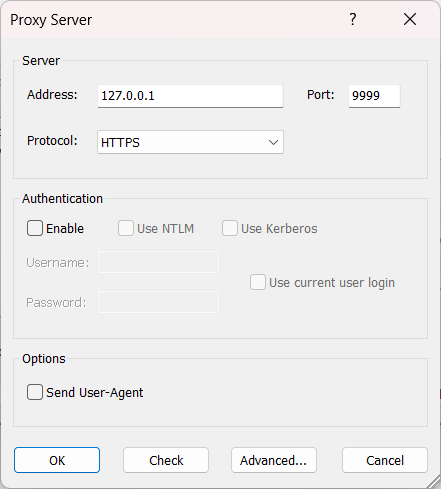 Proxy Server ?
Server
Address: 127.0.0.1 Port: 9999
Protocol: HTTPS
Authentication
Enable Use NTLM Use Kerberos
Username:
Use current user login
Password:
Options
Send User-Agent
OK Check Advanced... Cancel